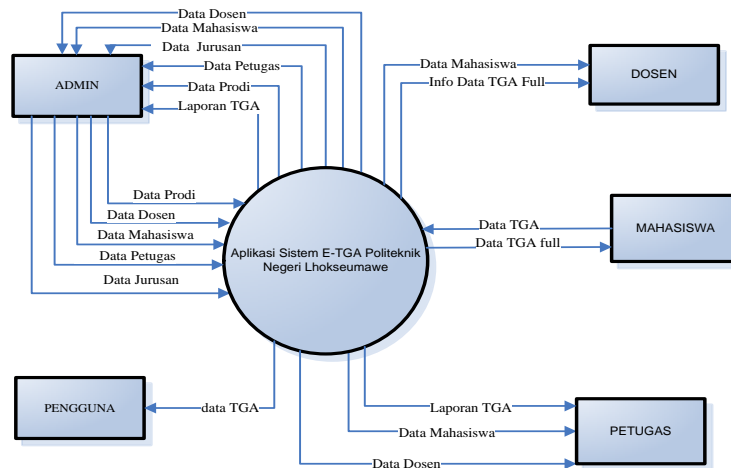 Data Dosen
Data Mahasiswa
Data Jurusan
Data Petugas
Data Prodi
Laporan TGA
ADMIN
Data Mahasiswa
Info Data TGA Full
DOSEN
Data Prodi
Data Dosen
Data Mahasiswa
Data Petugas
Data Jurusan
Aplikasi Sistem E-TGA Politeknik
Negeri Lhokseumawe
Data TGA
Data TGA full
MAHASISWA
PENGGUNA
data TGA
Laporan TGA
Data Mahasiswa
Data Dosen
PETUGAS